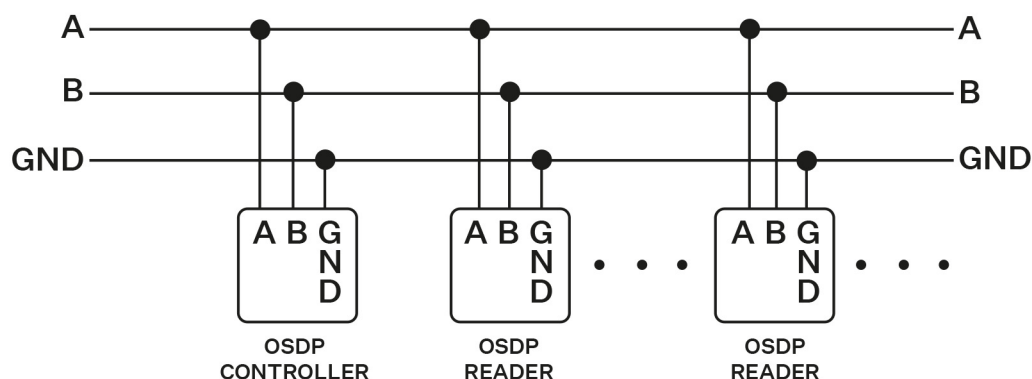 A A
B B
GND GND
A B G
N
D
A B G
N
D
A B G
N
D
OSDP
CONTROLLER
OSDP
READER
OSDP
READER